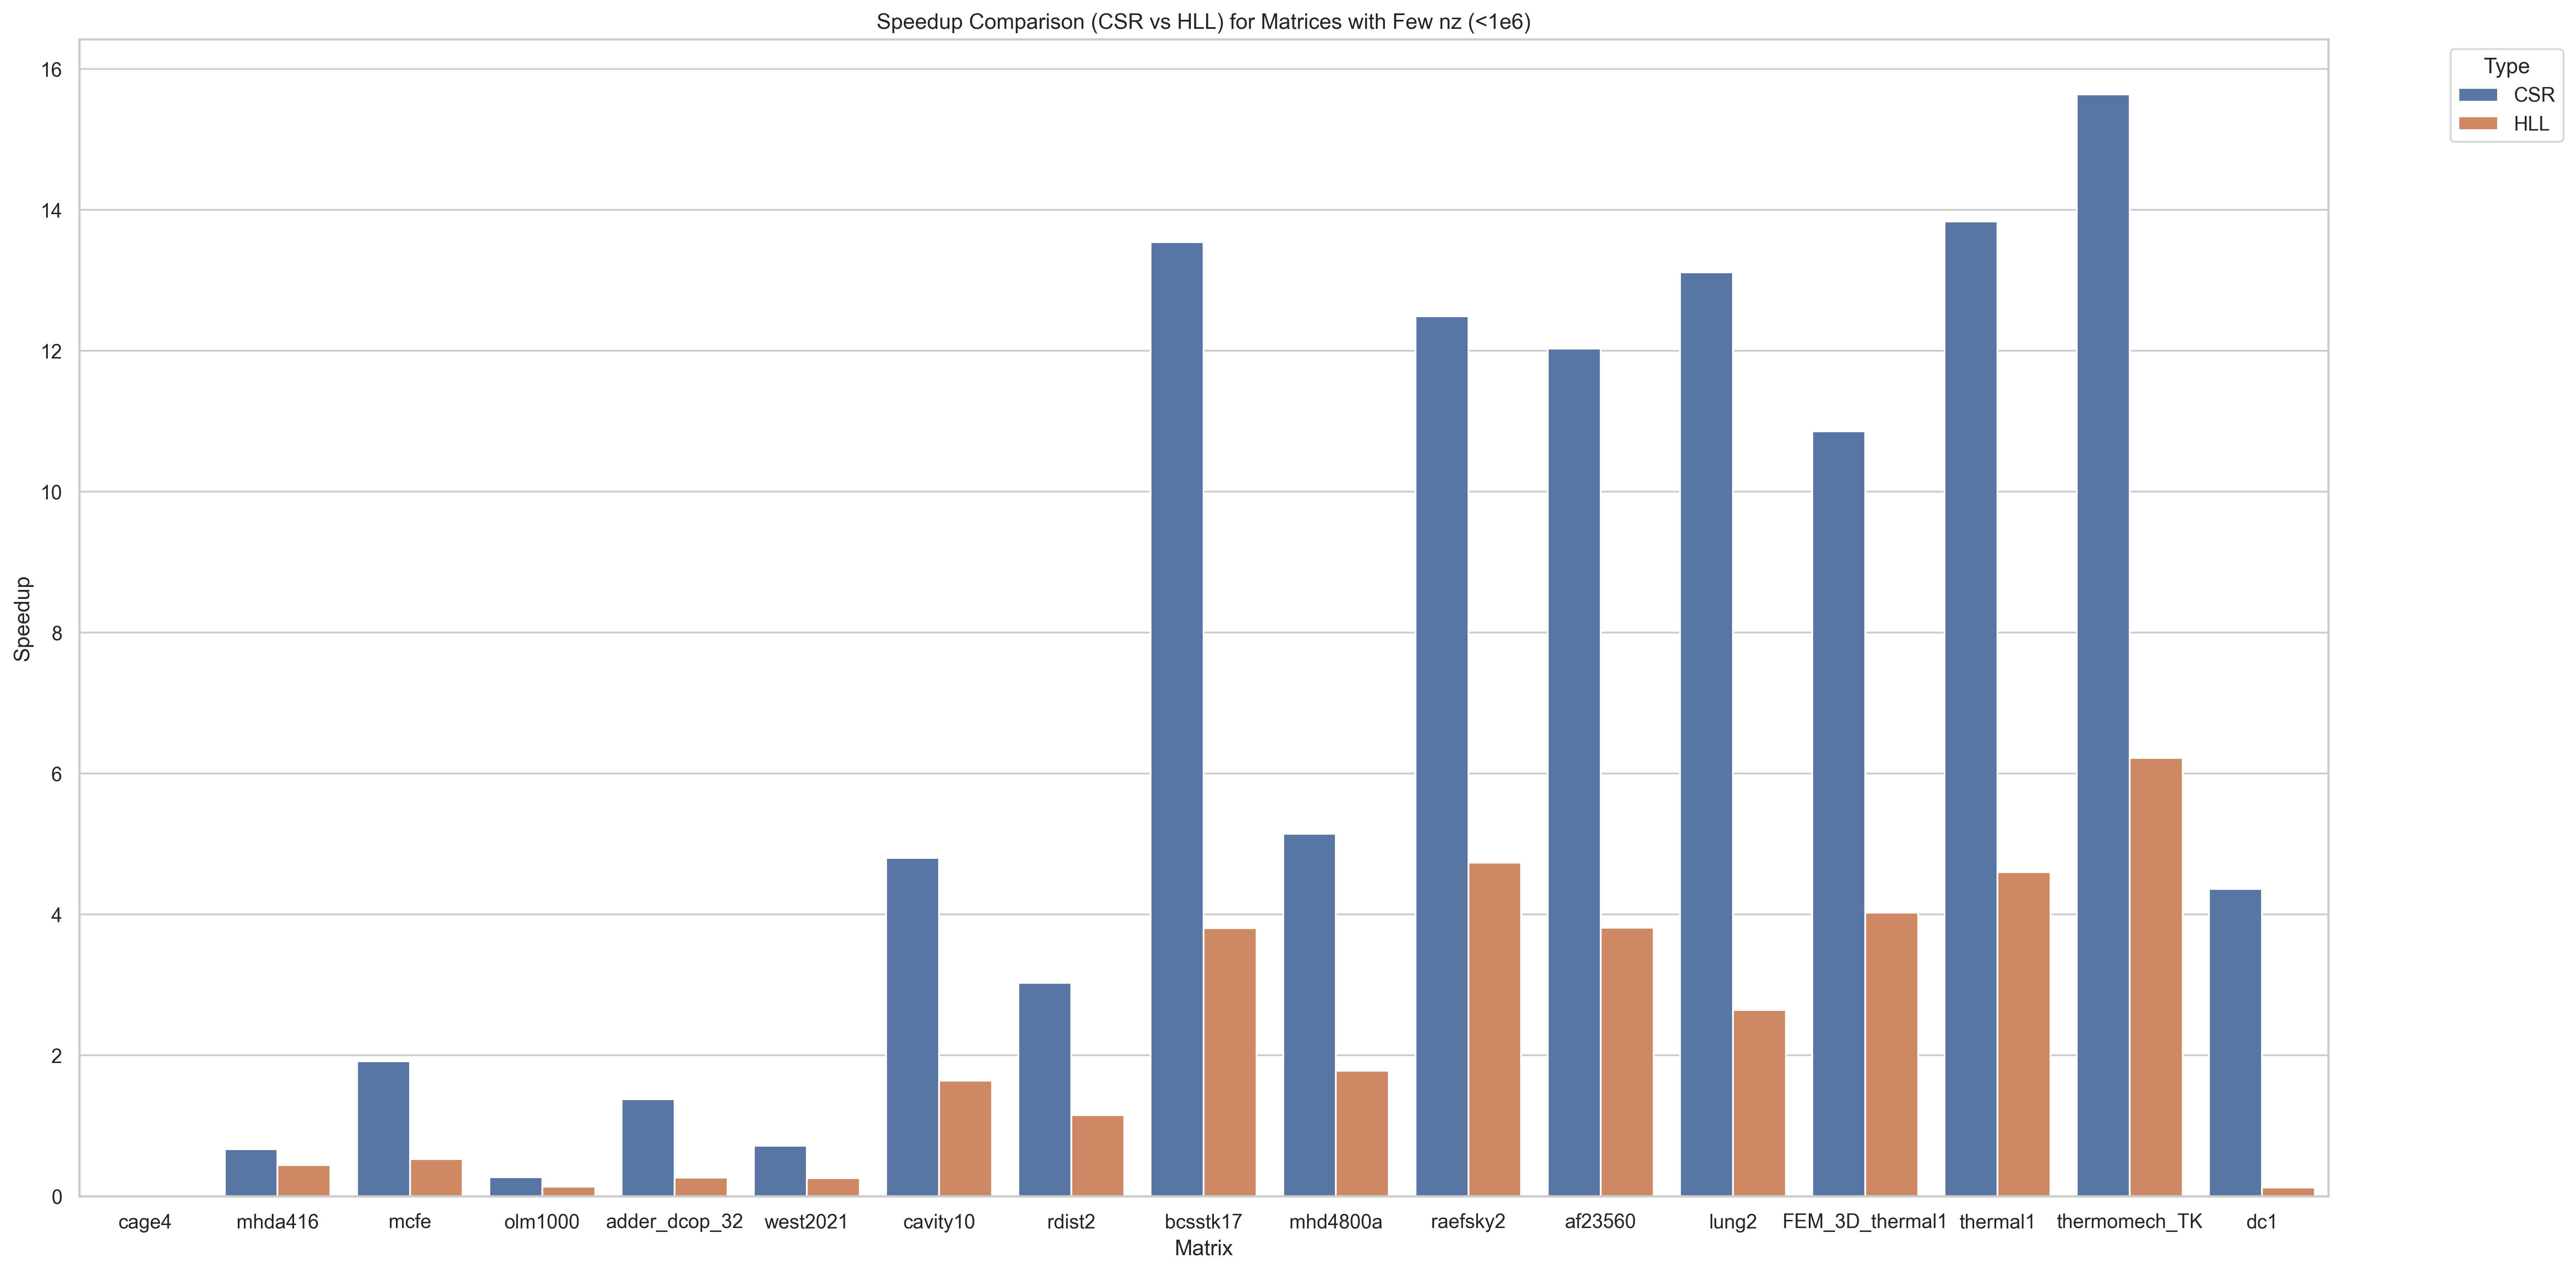 Speedup Comparison (CSR vs HLL) for Matrices with Few nz (<1e6)
Type
CSR
HLL
Speedup
16
14
12
10
8
6
4
2
0
cage4 mhda416 mcfe olm1000 adder_dcop_32 west2021 cavity10 rdist2 bcsstk17 mhd4800a raefsky2 af23560 lung2 FEM_3D_thermal1 thermal1 thermomech_TK dc1
Matrix